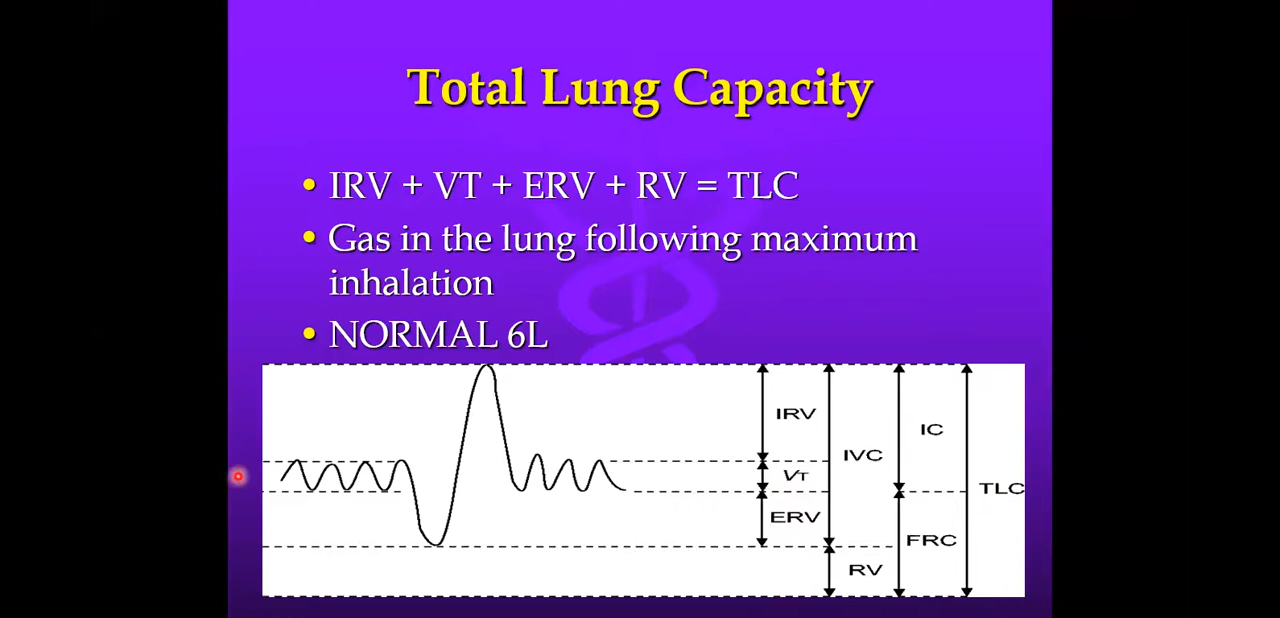 Total Lung Capacity
• IRV + VT + ERV + RV = TLC
• Gas in the lung following maximum
inhalation
• NORMAL 6L
IRV
IC
IVC
VT
TLC
ERV
FRC
RV